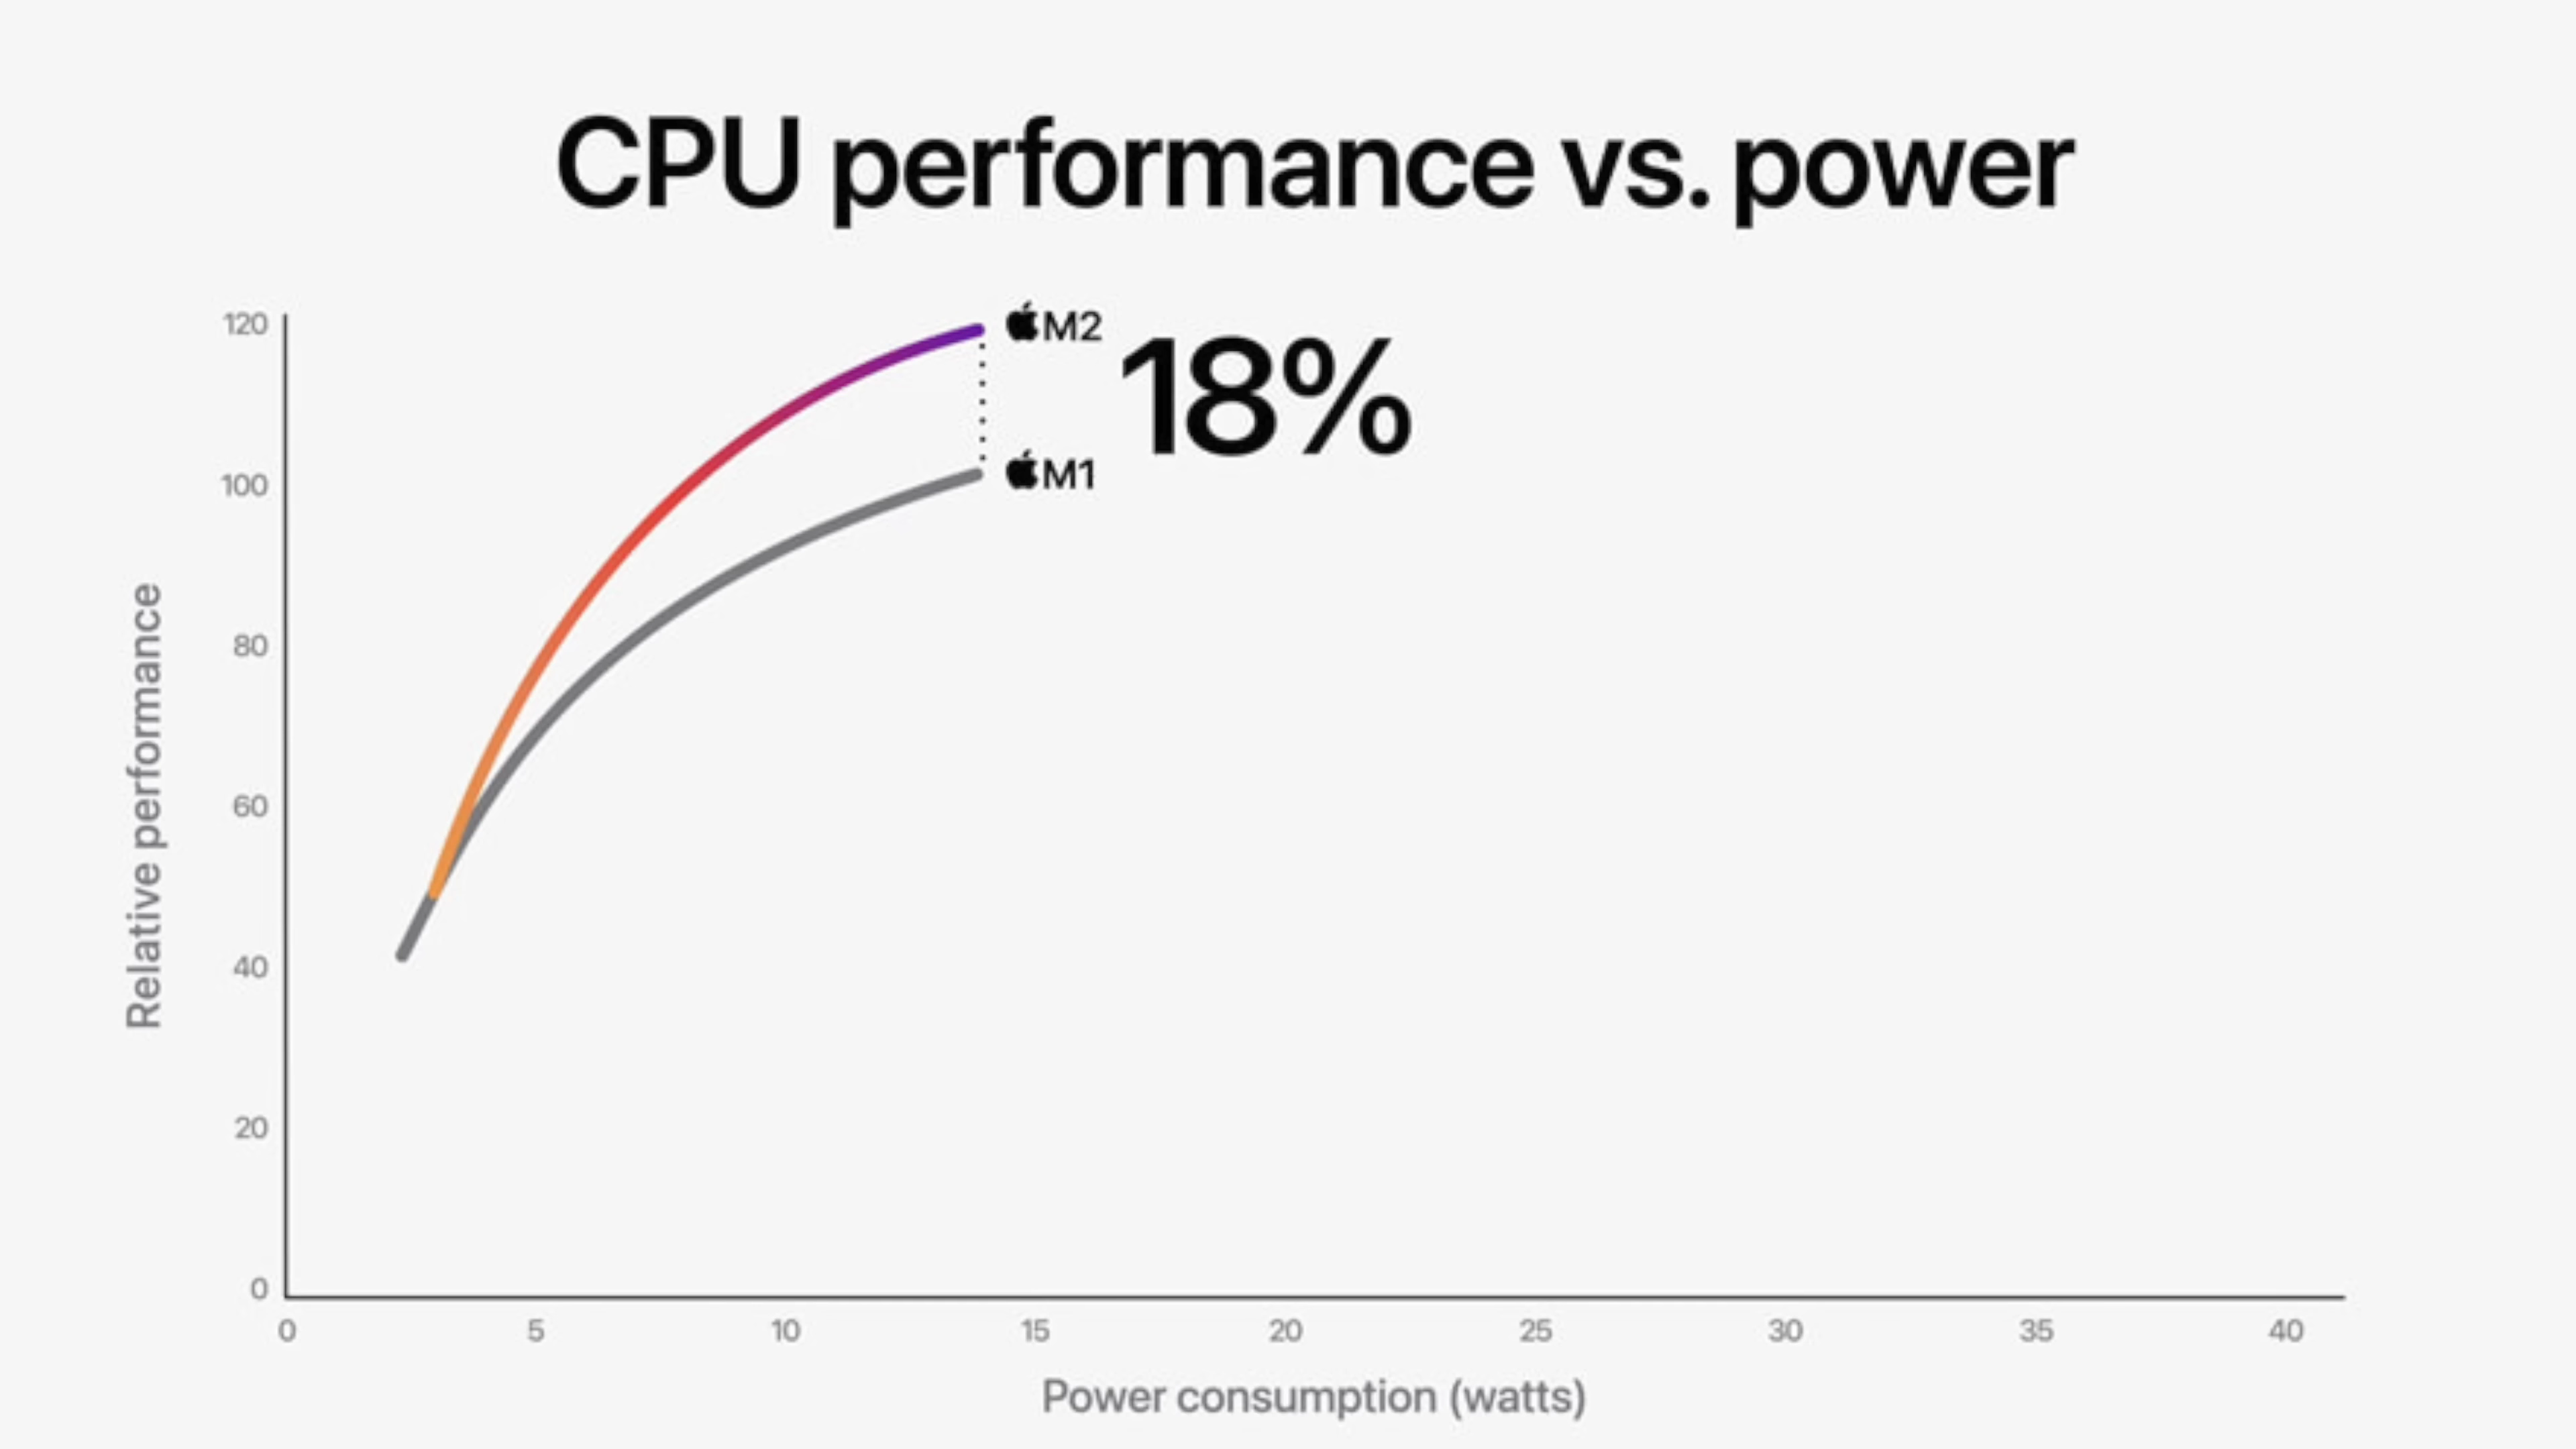 CPU performance vs. power
120
M2
18%
M1
100
80
60
40
20
0
Relative performance
0 5 10 15 20 25 30 35 40
Power consumption (watts)